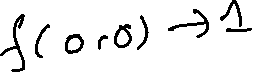 f(0,0) → 1